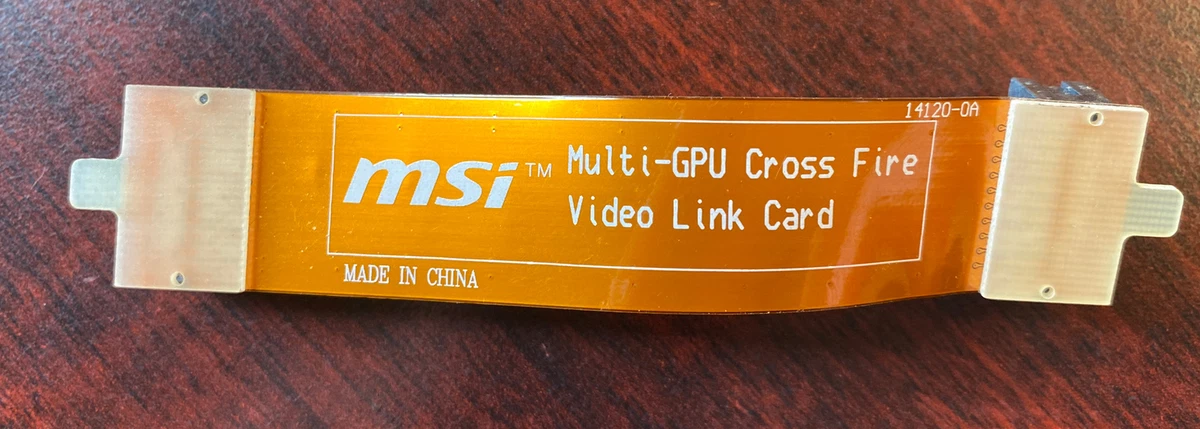 14120-0A
msi™ Multi-GPU Cross Fire
Video Link Card
MADE IN CHINA